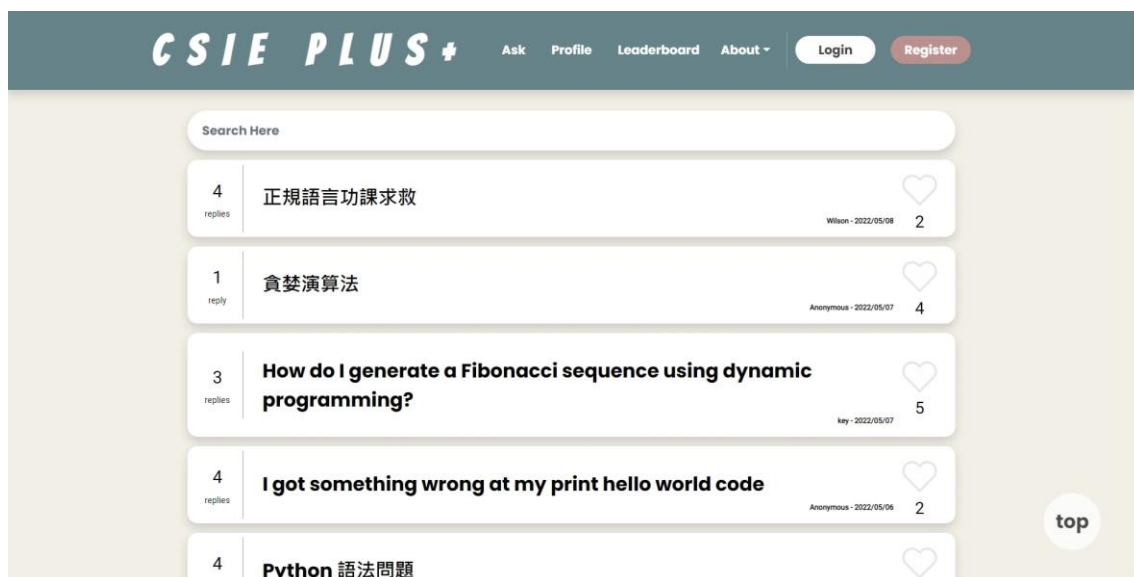 CSIE PLUS+
Ask Profile Leaderboard About Login Register
Search Here
4
replies
正規語言功課求救
Wilson - 2022/05/08
2
1
reply
貪婪演算法
Anonymous - 2022/05/07
4
3
replies
How do I generate a Fibonacci sequence using dynamic
programming?
key - 2022/05/07
5
4
replies
I got something wrong at my print hello world code
Anonymous - 2022/05/06
2
top
4
Python 語法問題